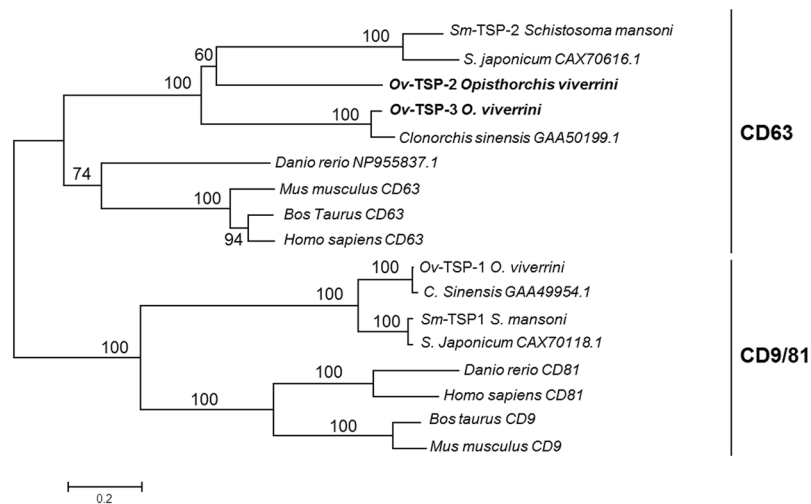 Sm-TSP-2 Schistosoma mansoni
100
S. japonicum CAX70616.1
60
Ov-TSP-2 Opisthorchis viverrini
100
Ov-TSP-3 O. viverrini
100
Clonorchis sinensis GAA50199.1
CD63
Danio rerio NP955837.1
74
Mus musculus CD63
100
Bos Taurus CD63
94
Homo sapiens CD63
Ov-TSP-1 O. viverrini
100
C. Sinensis GAA49954.1
100
Sm-TSP1 S. mansoni
100
S. Japonicum CAX70118.1
100
CD9/81
Danio rerio CD81
100
Homo sapiens CD81
100
Bos taurus CD9
100
Mus musculus CD9
0.2